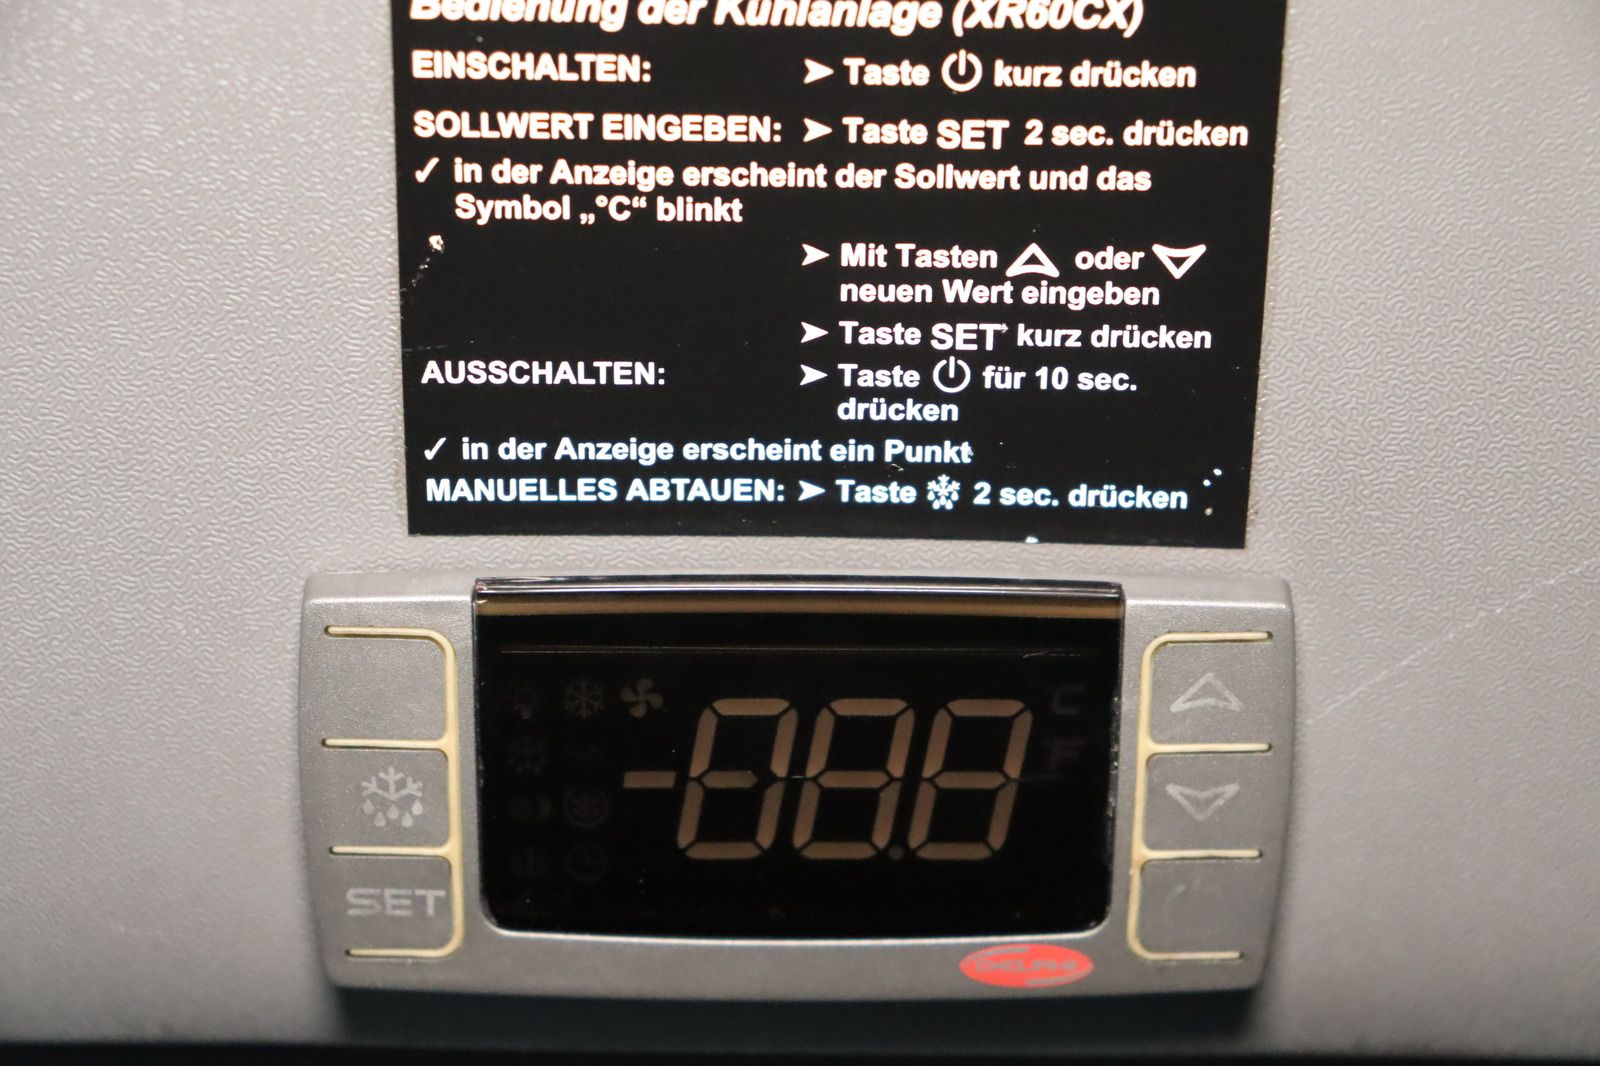 Bedienung der Kühlanlage (XR60CX)
EINSCHALTEN: ➤ Taste kurz drücken
SOLLWERT EINGEBEN: ➤ Taste SET 2 sec. drücken
✓ in der Anzeige erscheint der Sollwert und das
Symbol „°C“ blinkt
➤ Mit Tasten oder
neuen Wert eingeben
➤ Taste SET kurz drücken
AUSSCHALTEN: ➤ Taste für 10 sec.
drücken
✓ in der Anzeige erscheint ein Punkt
MANUELLES ABTAUEN: ➤ Taste 2 sec. drücken
C
-88.8
F
SET
DELPHI